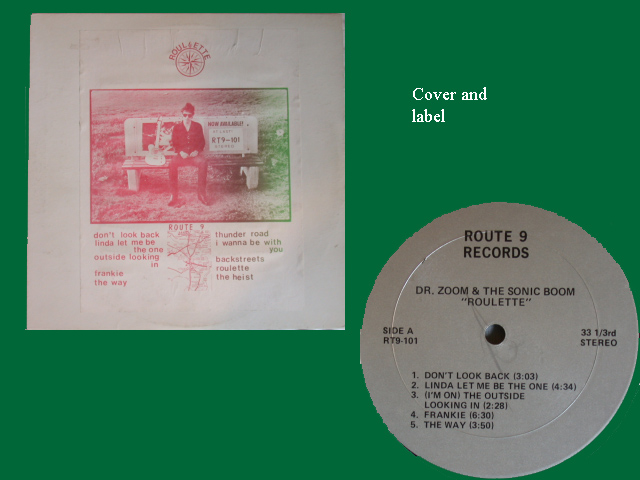 ROULETTE
NOW AVAILABLE!
RT9-101
ROUTE 9
don't look back
linda let me be
the one
outside looking
in
frankie
the way
thunder road
i wanna be with
you
backstreets
roulette
the heist
Cover and
label
ROUTE 9
RECORDS
DR. ZOOM & THE SONIC BOOM
"ROULETTE"
SIDE A
RT9-101
33 1/3rd
STEREO
1. DON'T LOOK BACK (3:03)
2. LINDA LET ME BE THE ONE (4:34)
3. (I'M ON) THE OUTSIDE
LOOKING IN (2:28)
4. FRANKIE (6:30)
5. THE WAY (3:50)